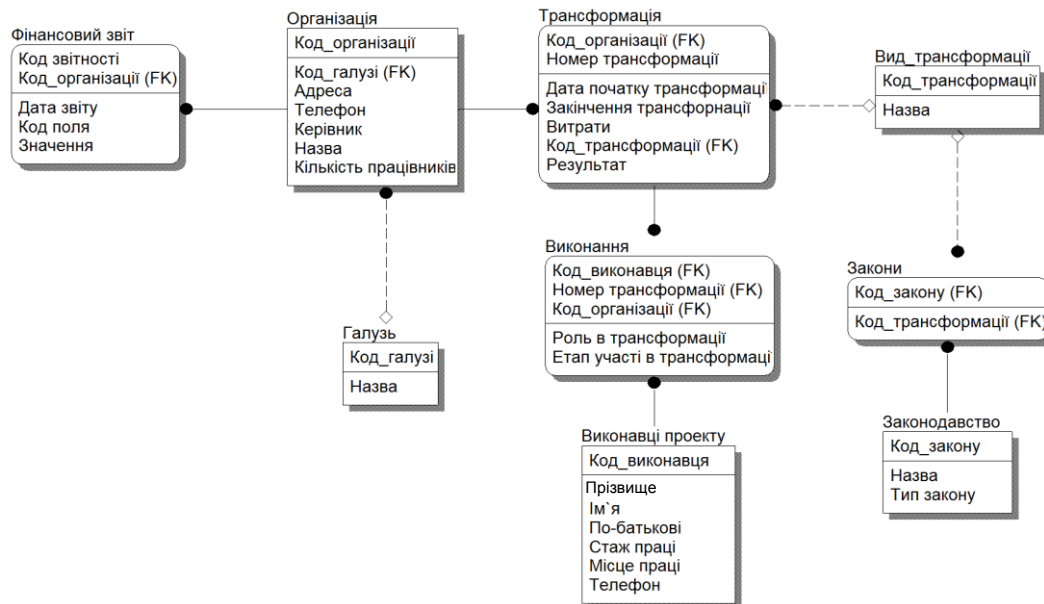 Фінансовий звіт
Код звітності
Код_організації (FK)
Дата звіту
Код поля
Значення
Організація
Код_організації
Код_галузі (FK)
Адреса
Телефон
Керівник
Назва
Кількість працівників
Трансформація
Код_організації (FK)
Номер трансформації
Дата початку трансформаці
Закінчення трансформації
Витрати
Код_трансформації (FK)
Результат
Вид_трансформації
Код_трансформації
Назва
Виконання
Код_виконавця (FK)
Номер трансформації (FK)
Код_організації (FK)
Роль в трансформації
Етап участі в трансформаці
Закони
Код_закону (FK)
Код_трансформації (FK)
Галузь
Код_галузі
Назва
Виконавці проекту
Код_виконавця
Прізвище
Ім`я
По-батькові
Стаж праці
Місце праці
Телефон
Законодавство
Код_закону
Назва
Тип закону